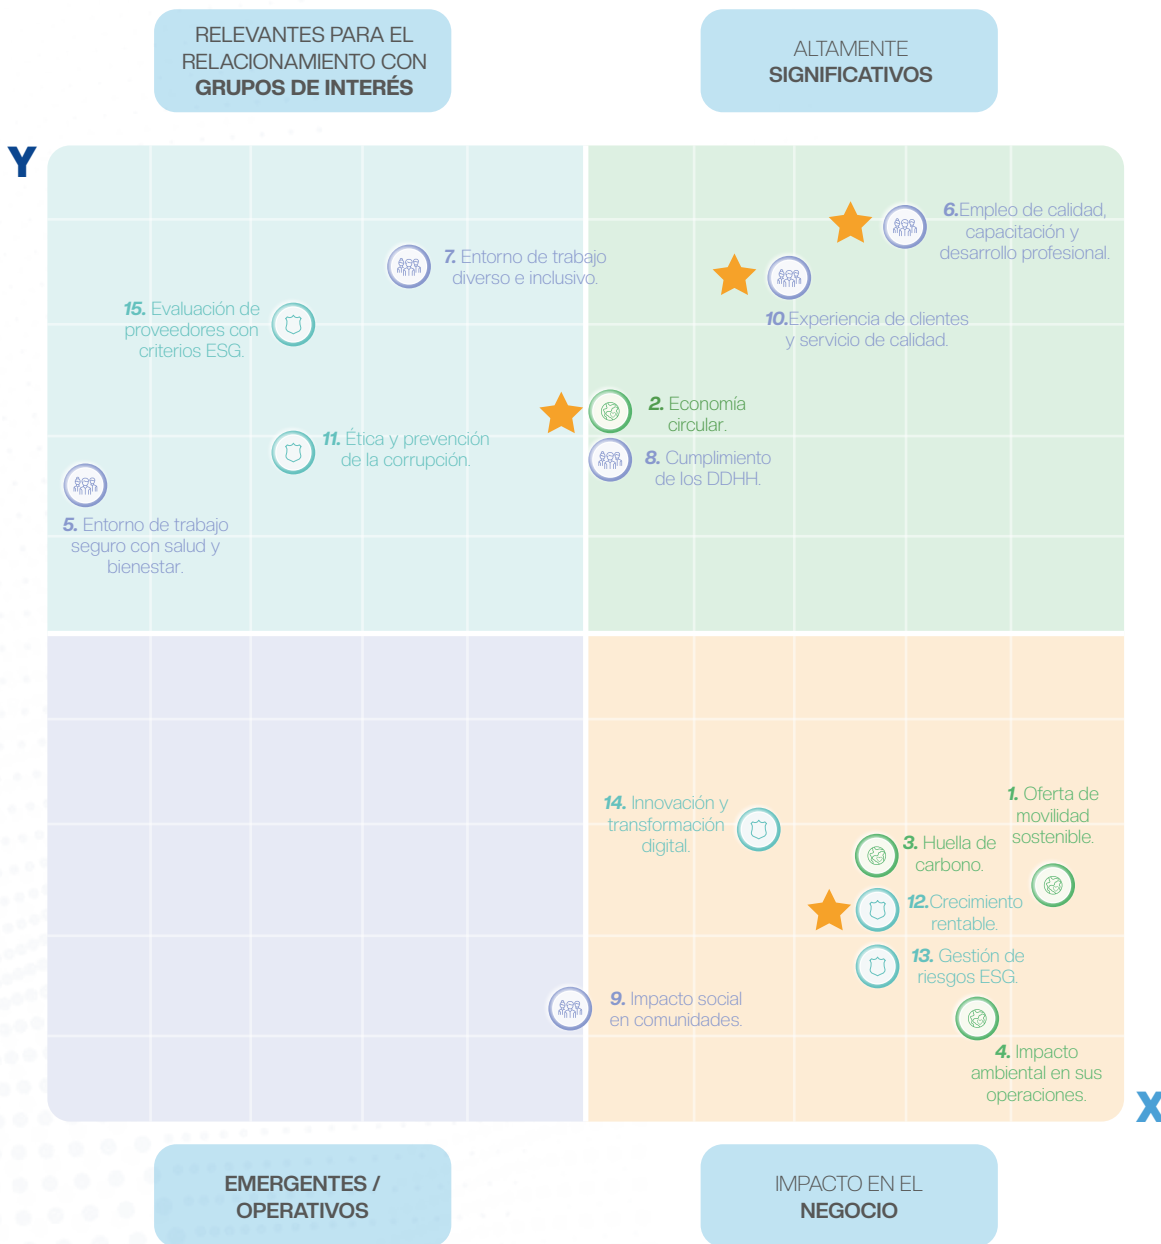 RELEVANTES PARA EL
RELACIONAMIENTO CON
GRUPOS DE INTERÉS
ALTAMENTE
SIGNIFICATIVOS
Y
6.Empleo de calidad,
capacitación y
desarrollo profesional.
7. Entorno de trabajo
diverso e inclusivo.
15. Evaluación de
proveedores con
criterios ESG.
10.Experiencia de clientes
y servicio de calidad.
2. Economía
circular.
11. Ética y prevención
de la corrupción.
8. Cumplimiento
de los DDHH.
5. Entorno de trabajo
seguro con salud y
bienestar.
14. Innovación y
transformación
digital.
1. Oferta de
movilidad
sostenible.
3. Huella de
carbono.
12.Crecimiento
rentable.
13. Gestión de
riesgos ESG.
9. Impacto social
en comunidades.
4. Impacto
ambiental en sus
operaciones.
X
EMERGENTES /
OPERATIVOS
IMPACTO EN EL
NEGOCIO